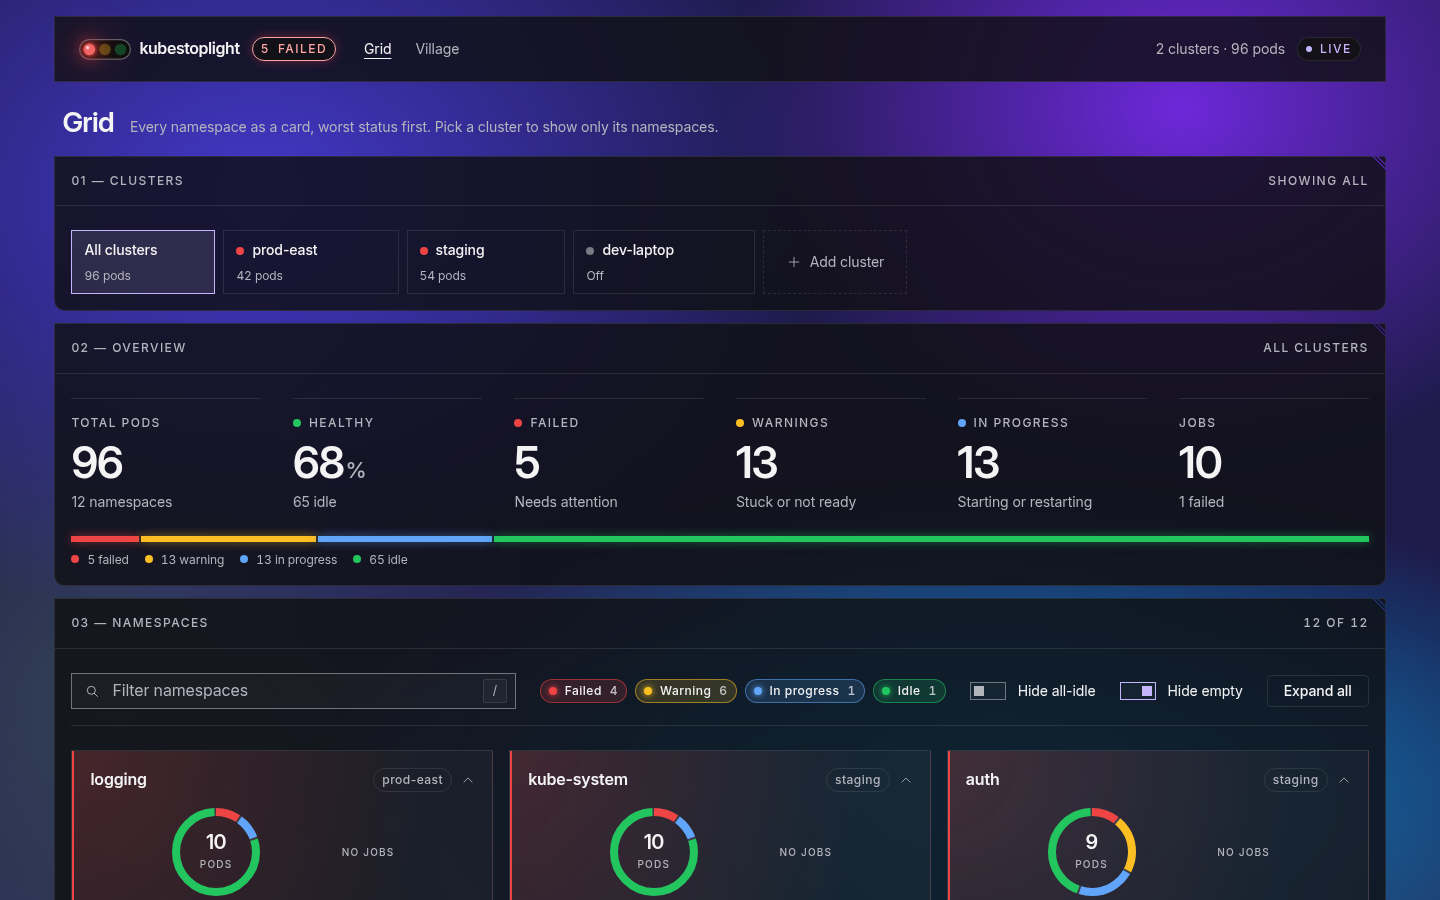 kubestoplight 5 FAILED Grid Village 2 clusters · 96 pods LIVE
Grid Every namespace as a card, worst status first. Pick a cluster to show only its namespaces.
01 — CLUSTERS SHOWING ALL
All clusters prod-east staging dev-laptop
+ Add cluster
96 pods 42 pods 54 pods Off
02 — OVERVIEW ALL CLUSTERS
TOTAL PODS HEALTHY FAILED WARNINGS IN PROGRESS JOBS
96 68% 5 13 13 10
12 namespaces 65 idle Needs attention Stuck or not ready Starting or restarting 1 failed
5 failed 13 warning 13 in progress 65 idle
03 — NAMESPACES 12 OF 12
Filter namespaces / Failed 4 Warning 6 In progress 1 Idle 1 Hide all-idle Hide empty Expand all
logging prod-east kube-system staging auth staging
10 10 9
NO JOBS NO JOBS NO JOBS
PODS PODS PODS